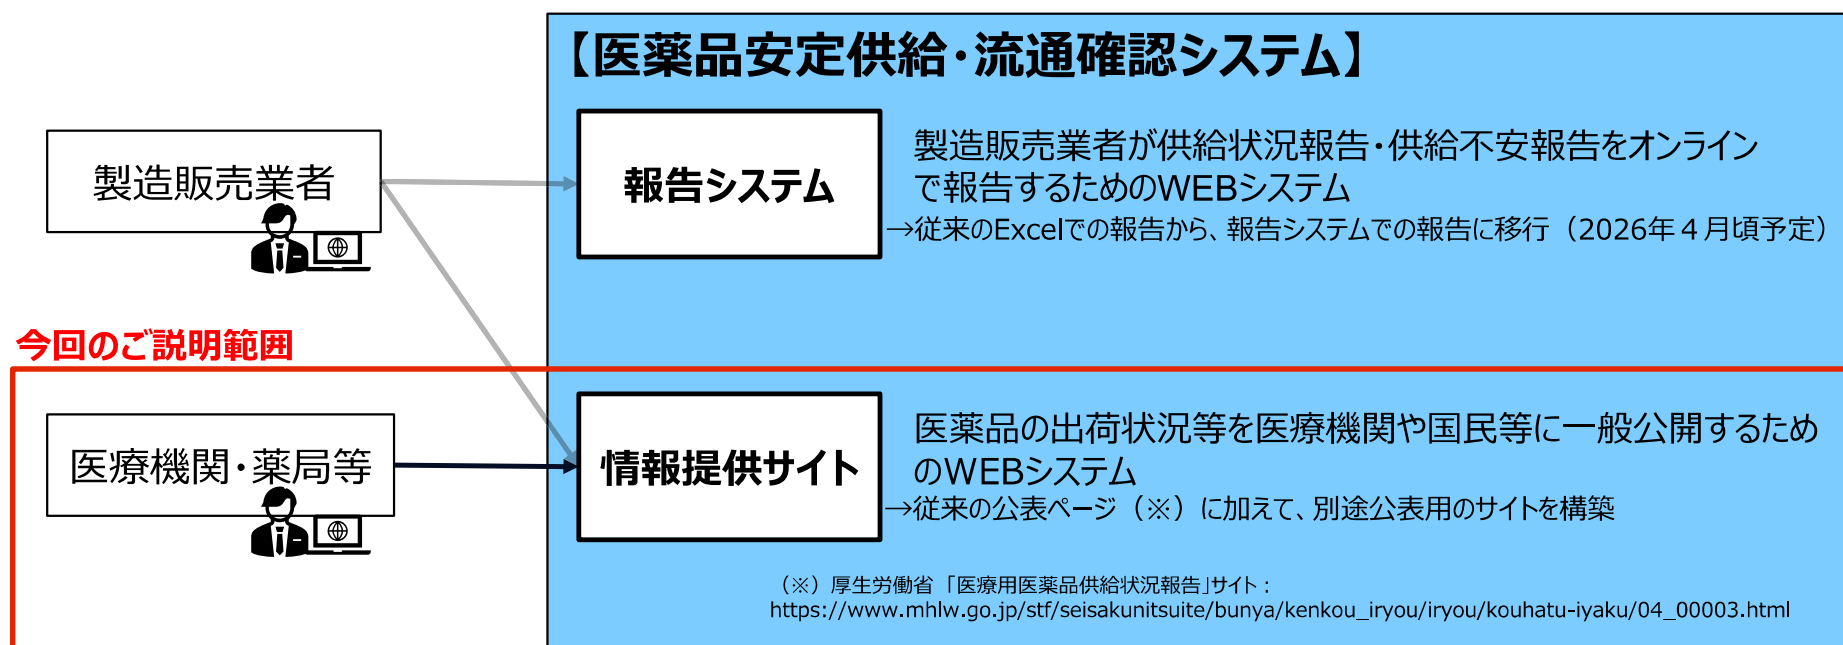 【医薬品安定供給・流通確認システム】
製造販売業者
報告システム
製造販売業者が供給状況報告・供給不安報告をオンライン
で報告するためのWEBシステム
→従来のExcelでの報告から、報告システムでの報告に移行（2026年４月頃予定）
今回のご説明範囲
医療機関・薬局等
情報提供サイト
医薬品の出荷状況等を医療機関や国民等に一般公開するため
のWEBシステム
→従来の公表ページ（※）に加えて、別途公表用のサイトを構築
（※）厚生労働省「医療用医薬品供給状況報告」サイト：
https://www.mhlw.go.jp/stf/seisakunitsuite/bunya/kenkou_iryou/iryou/kouhatu-iyaku/04_00003.html